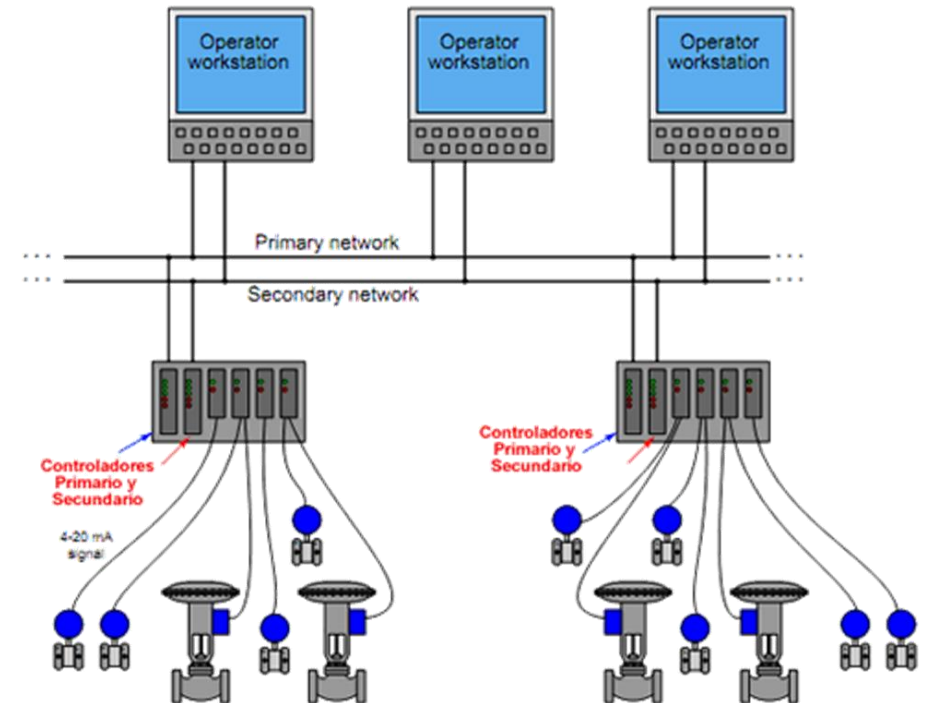 Operator
workstation
Operator
workstation
Operator
workstation
Primary network
Secondary network
Controladores
Primario y
Secundario
Controladores
Primario y
Secundario
4-20 mA
signal